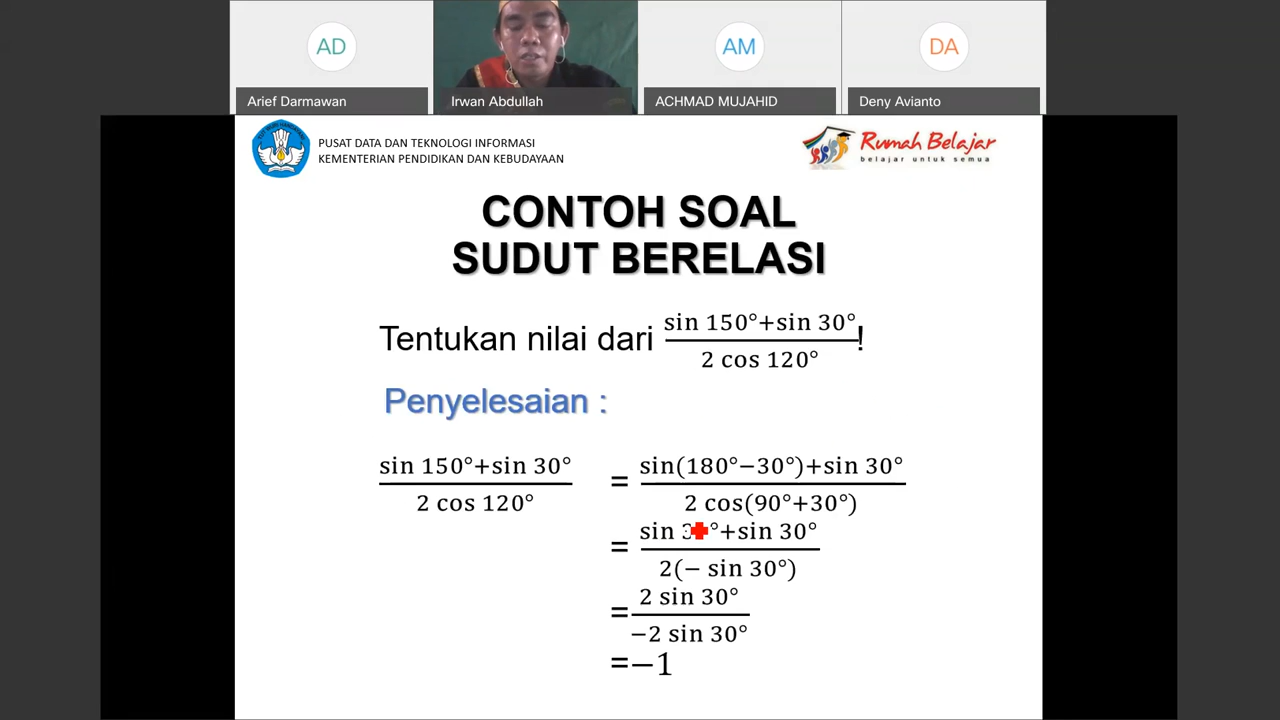 AD
AM
DA
Arief Darmawan
Irwan Abdullah
ACHMAD MUJAHID
Deny Avianto
PUSAT DATA DAN TEKNOLOGI INFORMASI
KEMENTERIAN PENDIDIKAN DAN KEBUDAYAAN
Rumah Belajar
belajar untuk semua
CONTOH SOAL
SUDUT BERELASI
Tentukan nilai dari (sin 150°+sin 30°)/(2 cos 120°)!
Penyelesaian :
(sin 150°+sin 30°)/(2 cos 120°) = (sin(180°−30°)+sin 30°)/(2 cos(90°+30°))
= (sin 3 °+sin 30°)/(2(− sin 30°))
= (2 sin 30°)/(−2 sin 30°)
=−1